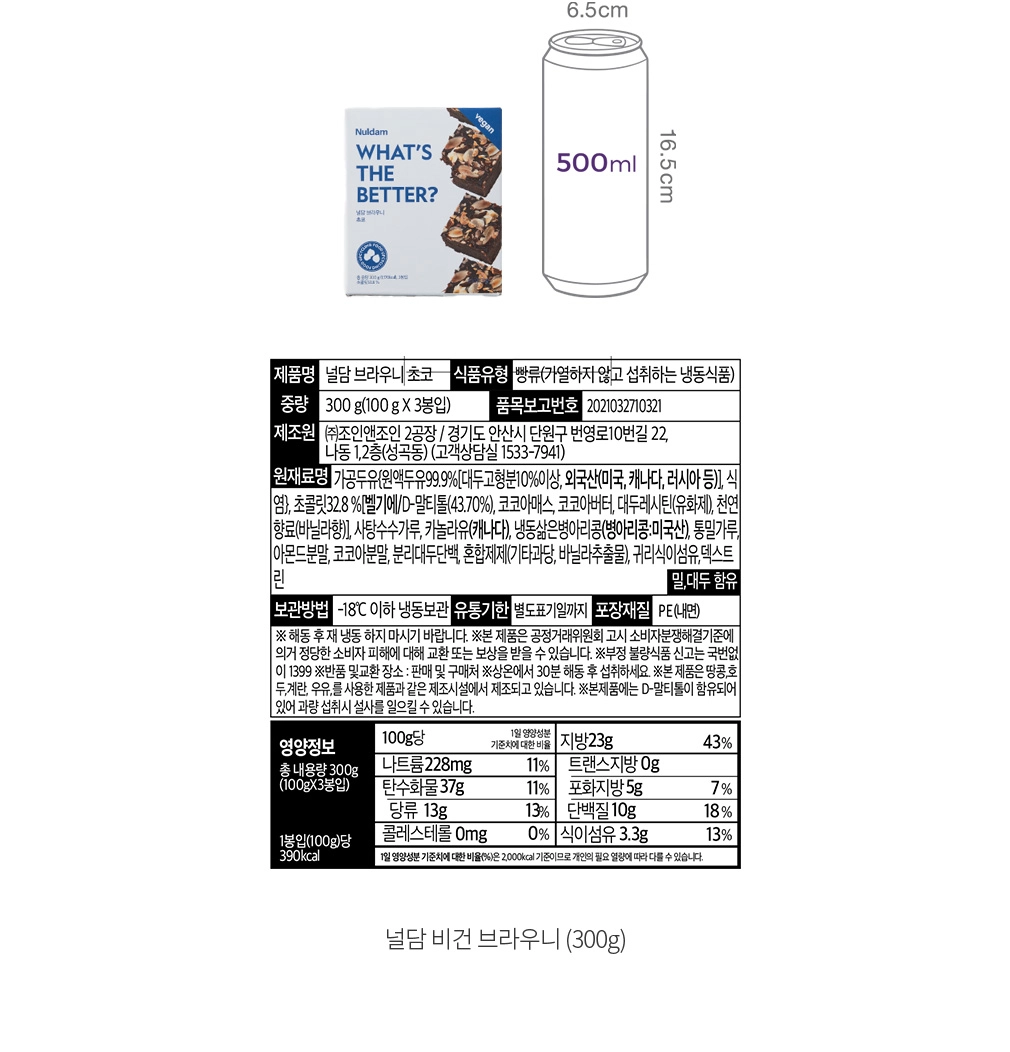 6.5cm
vegan
Nuldam
WHAT'S
THE
BETTER?
널담 브라우니
초코
500ml
16.5cm
제품명 널담 브라우니 초코 식품유형 빵류(가열하지 않고 섭취하는 냉동식품)
중량 300 g(100 g X 3봉입) 품목보고번호 2021032710321
제조원 ㈜조인앤조인 2공장 / 경기도 안산시 단원구 번영로10번길 22,
나동 1,2층(성곡동) (고객상담실 1533-7941)
원재료명 가공두유{원액두유99.9%[대두고형분10%이상, 외국산(미국, 캐나다, 러시아 등)], 식
염}, 초콜릿32.8 %[벨기에/D-말티톨(43.70%), 코코아매스, 코코아버터, 대두레시틴(유화제), 천연
향료(바닐라향)], 사탕수수가루, 카놀라유(캐나다), 냉동삶은병아리콩(병아리콩:미국산), 통밀가루,
아몬드분말, 코코아분말, 분리대두단백, 혼합제제(기타과당, 바닐라추출물), 귀리식이섬유,덱스트
린 밀,대두 함유
보관방법 -18℃ 이하 냉동보관 유통기한 별도표기일까지 포장재질 PE(내면)
※ 해동 후 재 냉동 하지 마시기 바랍니다. ※본 제품은 공정거래위원회 고시 소비자분쟁해결기준에
의거 정당한 소비자 피해에 대해 교환 또는 보상을 받을 수 있습니다. ※부정 불량식품 신고는 국번없
이 1399 ※반품 및교환 장소 : 판매 및 구매처 ※상온에서 30분 해동 후 섭취하세요. ※본 제품은 땅콩,호
두,계란, 우유,를 사용한 제품과 같은 제조시설에서 제조되고 있습니다. ※본제품에는 D-말티톨이 함유되어
있어 과량 섭취시 설사를 일으킬 수 있습니다.
영양정보
총 내용량 300g
(100gX3봉입)
1봉입(100g)당
390kcal
100g당 1일 영양성분
기준치에 대한 비율
지방23g 43%
나트륨228mg 11% 트랜스지방 0g
탄수화물 37g 11% 포화지방 5g 7%
당류 13g 13% 단백질 10g 18%
콜레스테롤 0mg 0% 식이섬유 3.3g 13%
1일 영양성분 기준치에 대한 비율(%)은 2,000kcal 기준이므로 개인의 필요 열량에 따라 다를 수 있습니다.
널담 비건 브라우니 (300g)